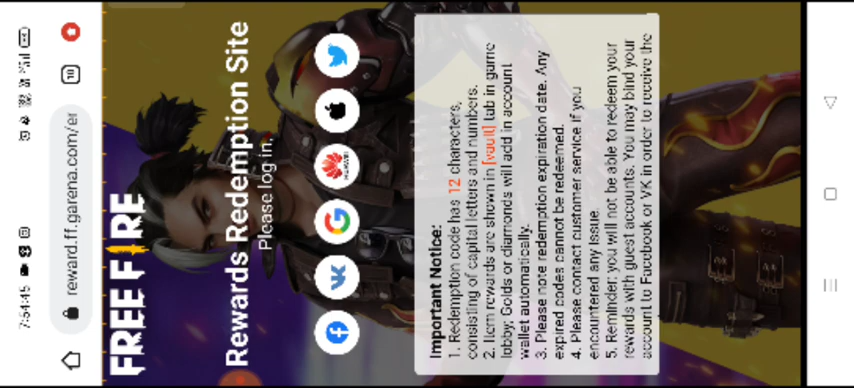 7:54:45
reward.ff.garena.com/er
10
FREE FIRE
Rewards Redemption Site
Please log in.
HUAWEI
Important Notice:
1. Redemption code has 12 characters,
consisting of capital letters and numbers.
2. Item rewards are shown in [vault] tab in game
lobby; Golds or diamonds will add in account
wallet automatically.
3. Please note redemption expiration date. Any
expired codes cannot be redeemed.
4. Please contact customer service if you
encountered any issue.
5. Reminder: you will not be able to redeem your
rewards with guest accounts. You may bind your
account to Facebook or VK in order to receive the